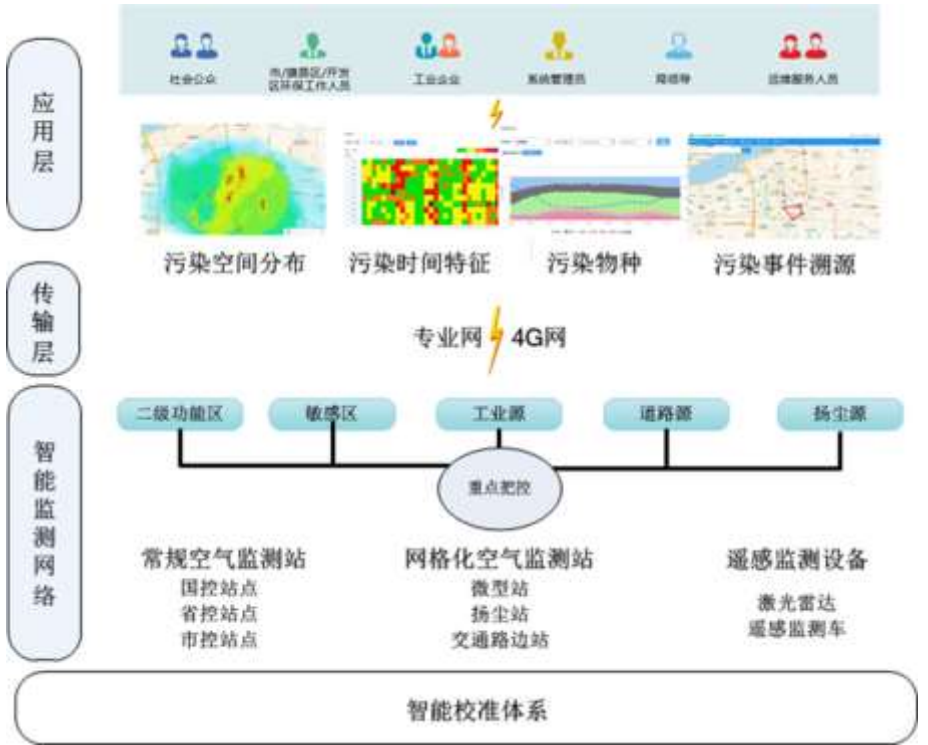 应用层
社会公众
市/镇路区/开发
区环保工作人员
工业企业
系统管理员
局领导
运维服务人员
污染空间分布
污染时间特征
污染物种
污染事件溯源
传输层
专业网
4G网
智能监测网络
二级功能区
敏感区
工业源
道路源
扬尘源
重点把控
常规空气监测站
国控站点
省控站点
市控站点
网格化空气监测站
微型站
扬尘站
交通路边站
遥感监测设备
激光雷达
遥感监测车
智能校准体系